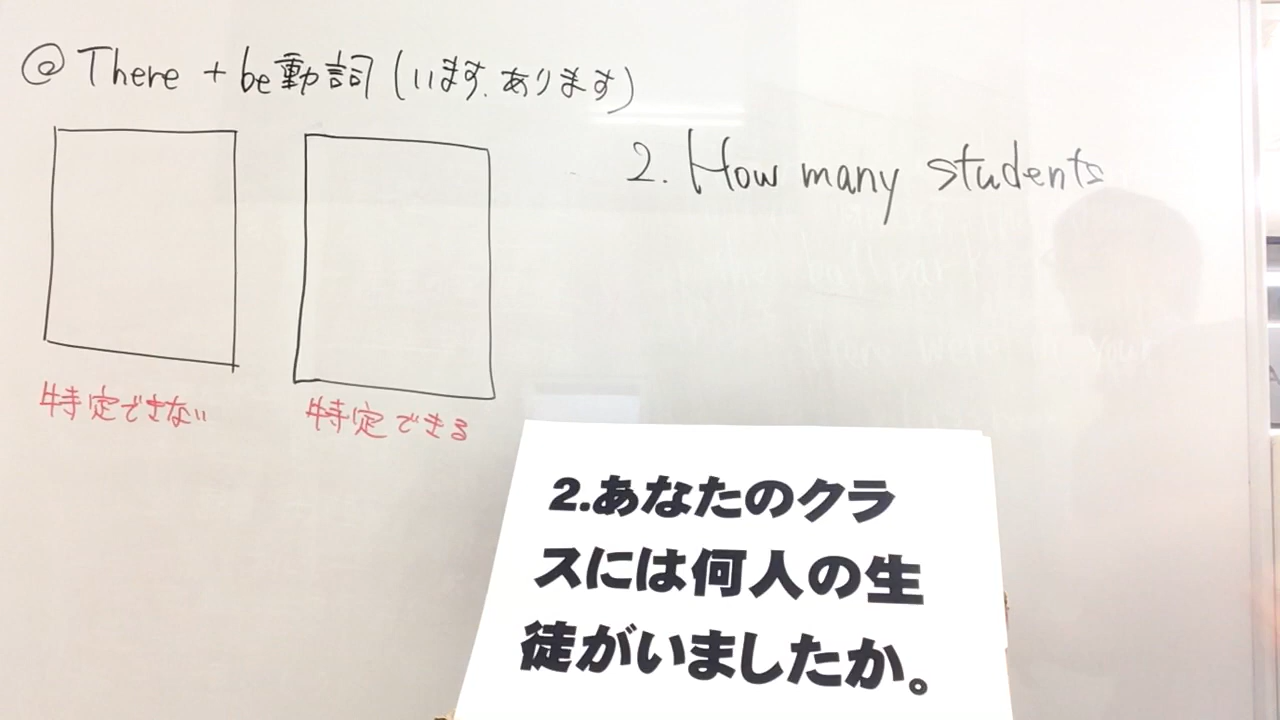 @ There + be動詞 (います、あります)
2. How many students
特定できない
特定できる
2.あなたのクラ
スには何人の生
徒がいましたか。